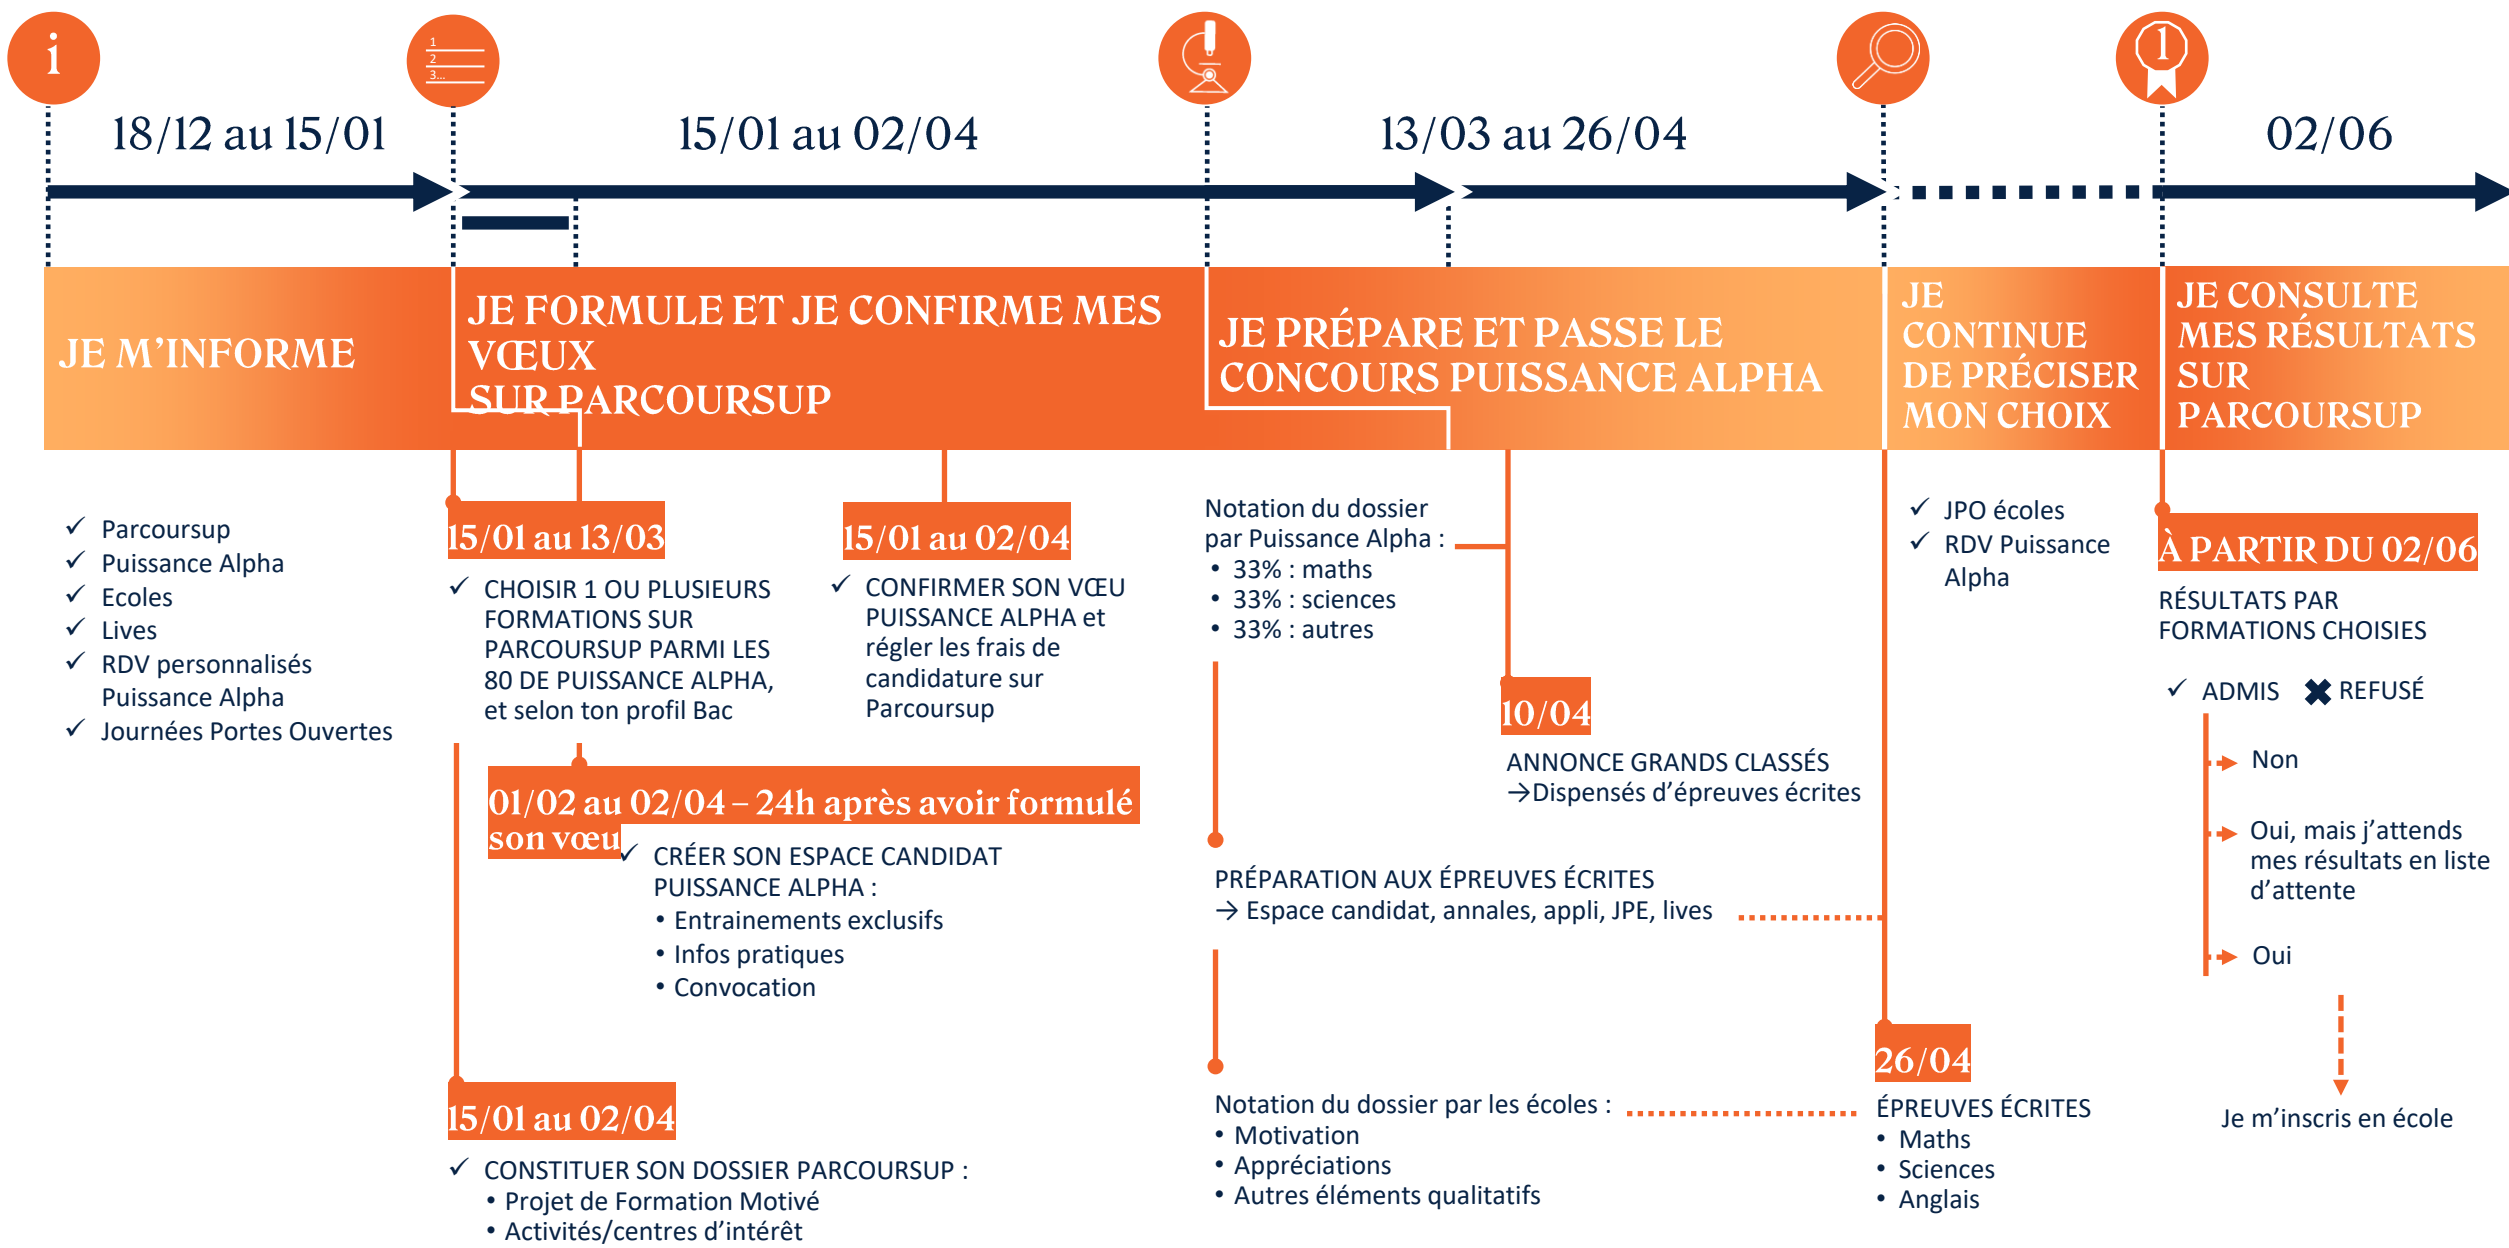 i
1
2
3...
1
18/12 au 15/01
15/01 au 02/04
13/03 au 26/04
02/06
JE M’INFORME
JE FORMULE ET JE CONFIRME MES
VŒUX
SUR PARCOURSUP
JE PRÉPARE ET PASSE LE
CONCOURS PUISSANCE ALPHA
JE
CONTINUE
DE PRÉCISER
MON CHOIX
JE CONSULTE
MES RÉSULTATS
SUR
PARCOURSUP
✓ Parcoursup
✓ Puissance Alpha
✓ Ecoles
✓ Lives
✓ RDV personnalisés
Puissance Alpha
✓ Journées Portes Ouvertes
15/01 au 13/03
✓ CHOISIR 1 OU PLUSIEURS
FORMATIONS SUR
PARCOURSUP PARMI LES
80 DE PUISSANCE ALPHA,
et selon ton profil Bac
15/01 au 02/04
✓ CONFIRMER SON VŒU
PUISSANCE ALPHA et
régler les frais de
candidature sur
Parcoursup
01/02 au 02/04 – 24h après avoir formulé
son vœu
✓ CRÉER SON ESPACE CANDIDAT
PUISSANCE ALPHA :
• Entrainements exclusifs
• Infos pratiques
• Convocation
15/01 au 02/04
✓ CONSTITUER SON DOSSIER PARCOURSUP :
• Projet de Formation Motivé
• Activités/centres d’intérêt
Notation du dossier
par Puissance Alpha :
• 33% : maths
• 33% : sciences
• 33% : autres
10/04
ANNONCE GRANDS CLASSÉS
→Dispensés d’épreuves écrites
PRÉPARATION AUX ÉPREUVES ÉCRITES
→ Espace candidat, annales, appli, JPE, lives
Notation du dossier par les écoles :
• Motivation
• Appréciations
• Autres éléments qualitatifs
✓ JPO écoles
✓ RDV Puissance
Alpha
26/04
ÉPREUVES ÉCRITES
• Maths
• Sciences
• Anglais
À PARTIR DU 02/06
RÉSULTATS PAR
FORMATIONS CHOISIES
✓ ADMIS ✖ REFUSÉ
Non
Oui, mais j’attends
mes résultats en liste
d’attente
Oui
Je m’inscris en école